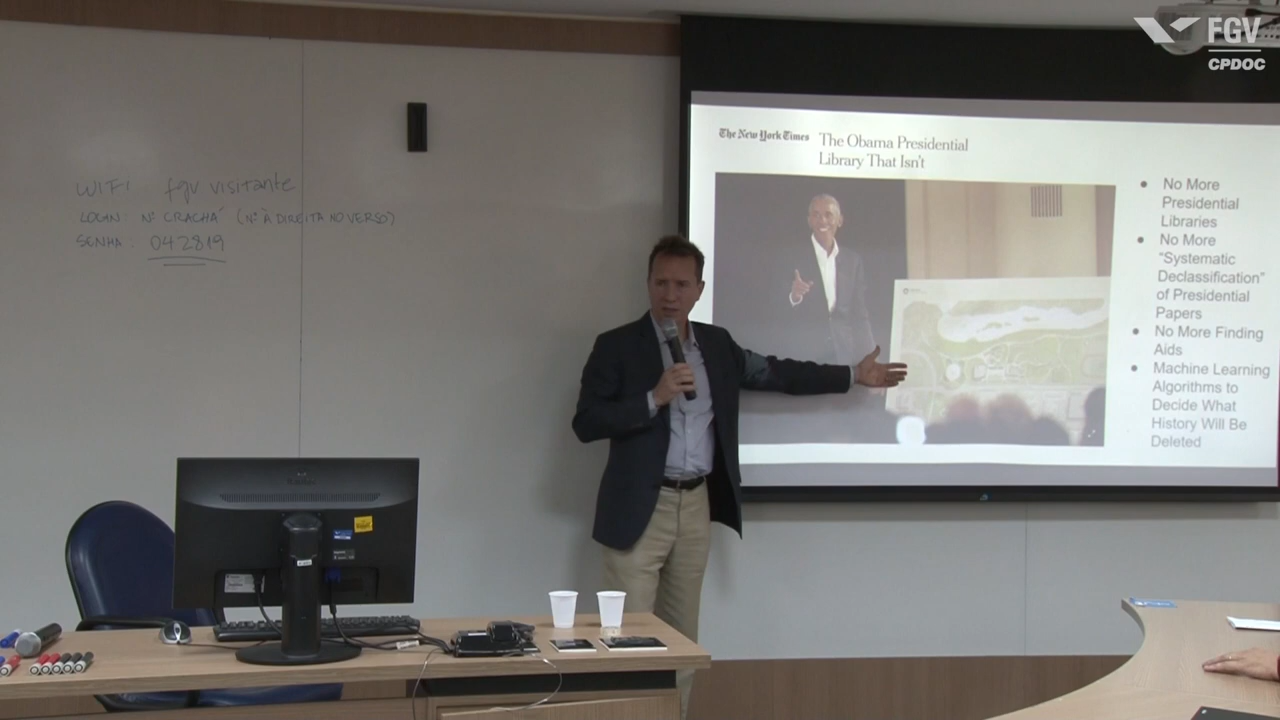 FGV
CPDOC
WIFI fgv visitante
LOGIN Nº CRACHÁ (Nº À DIREITA NO VERSO)
SENHA: 042819
The New York Times
The Obama Presidential
Library That Isn't
• No More
Presidential
Libraries
• No More
"Systematic
Declassification"
of Presidential
Papers
• No More Finding
Aids
• Machine Learning
Algorithms to
Decide What
History Will Be
Deleted